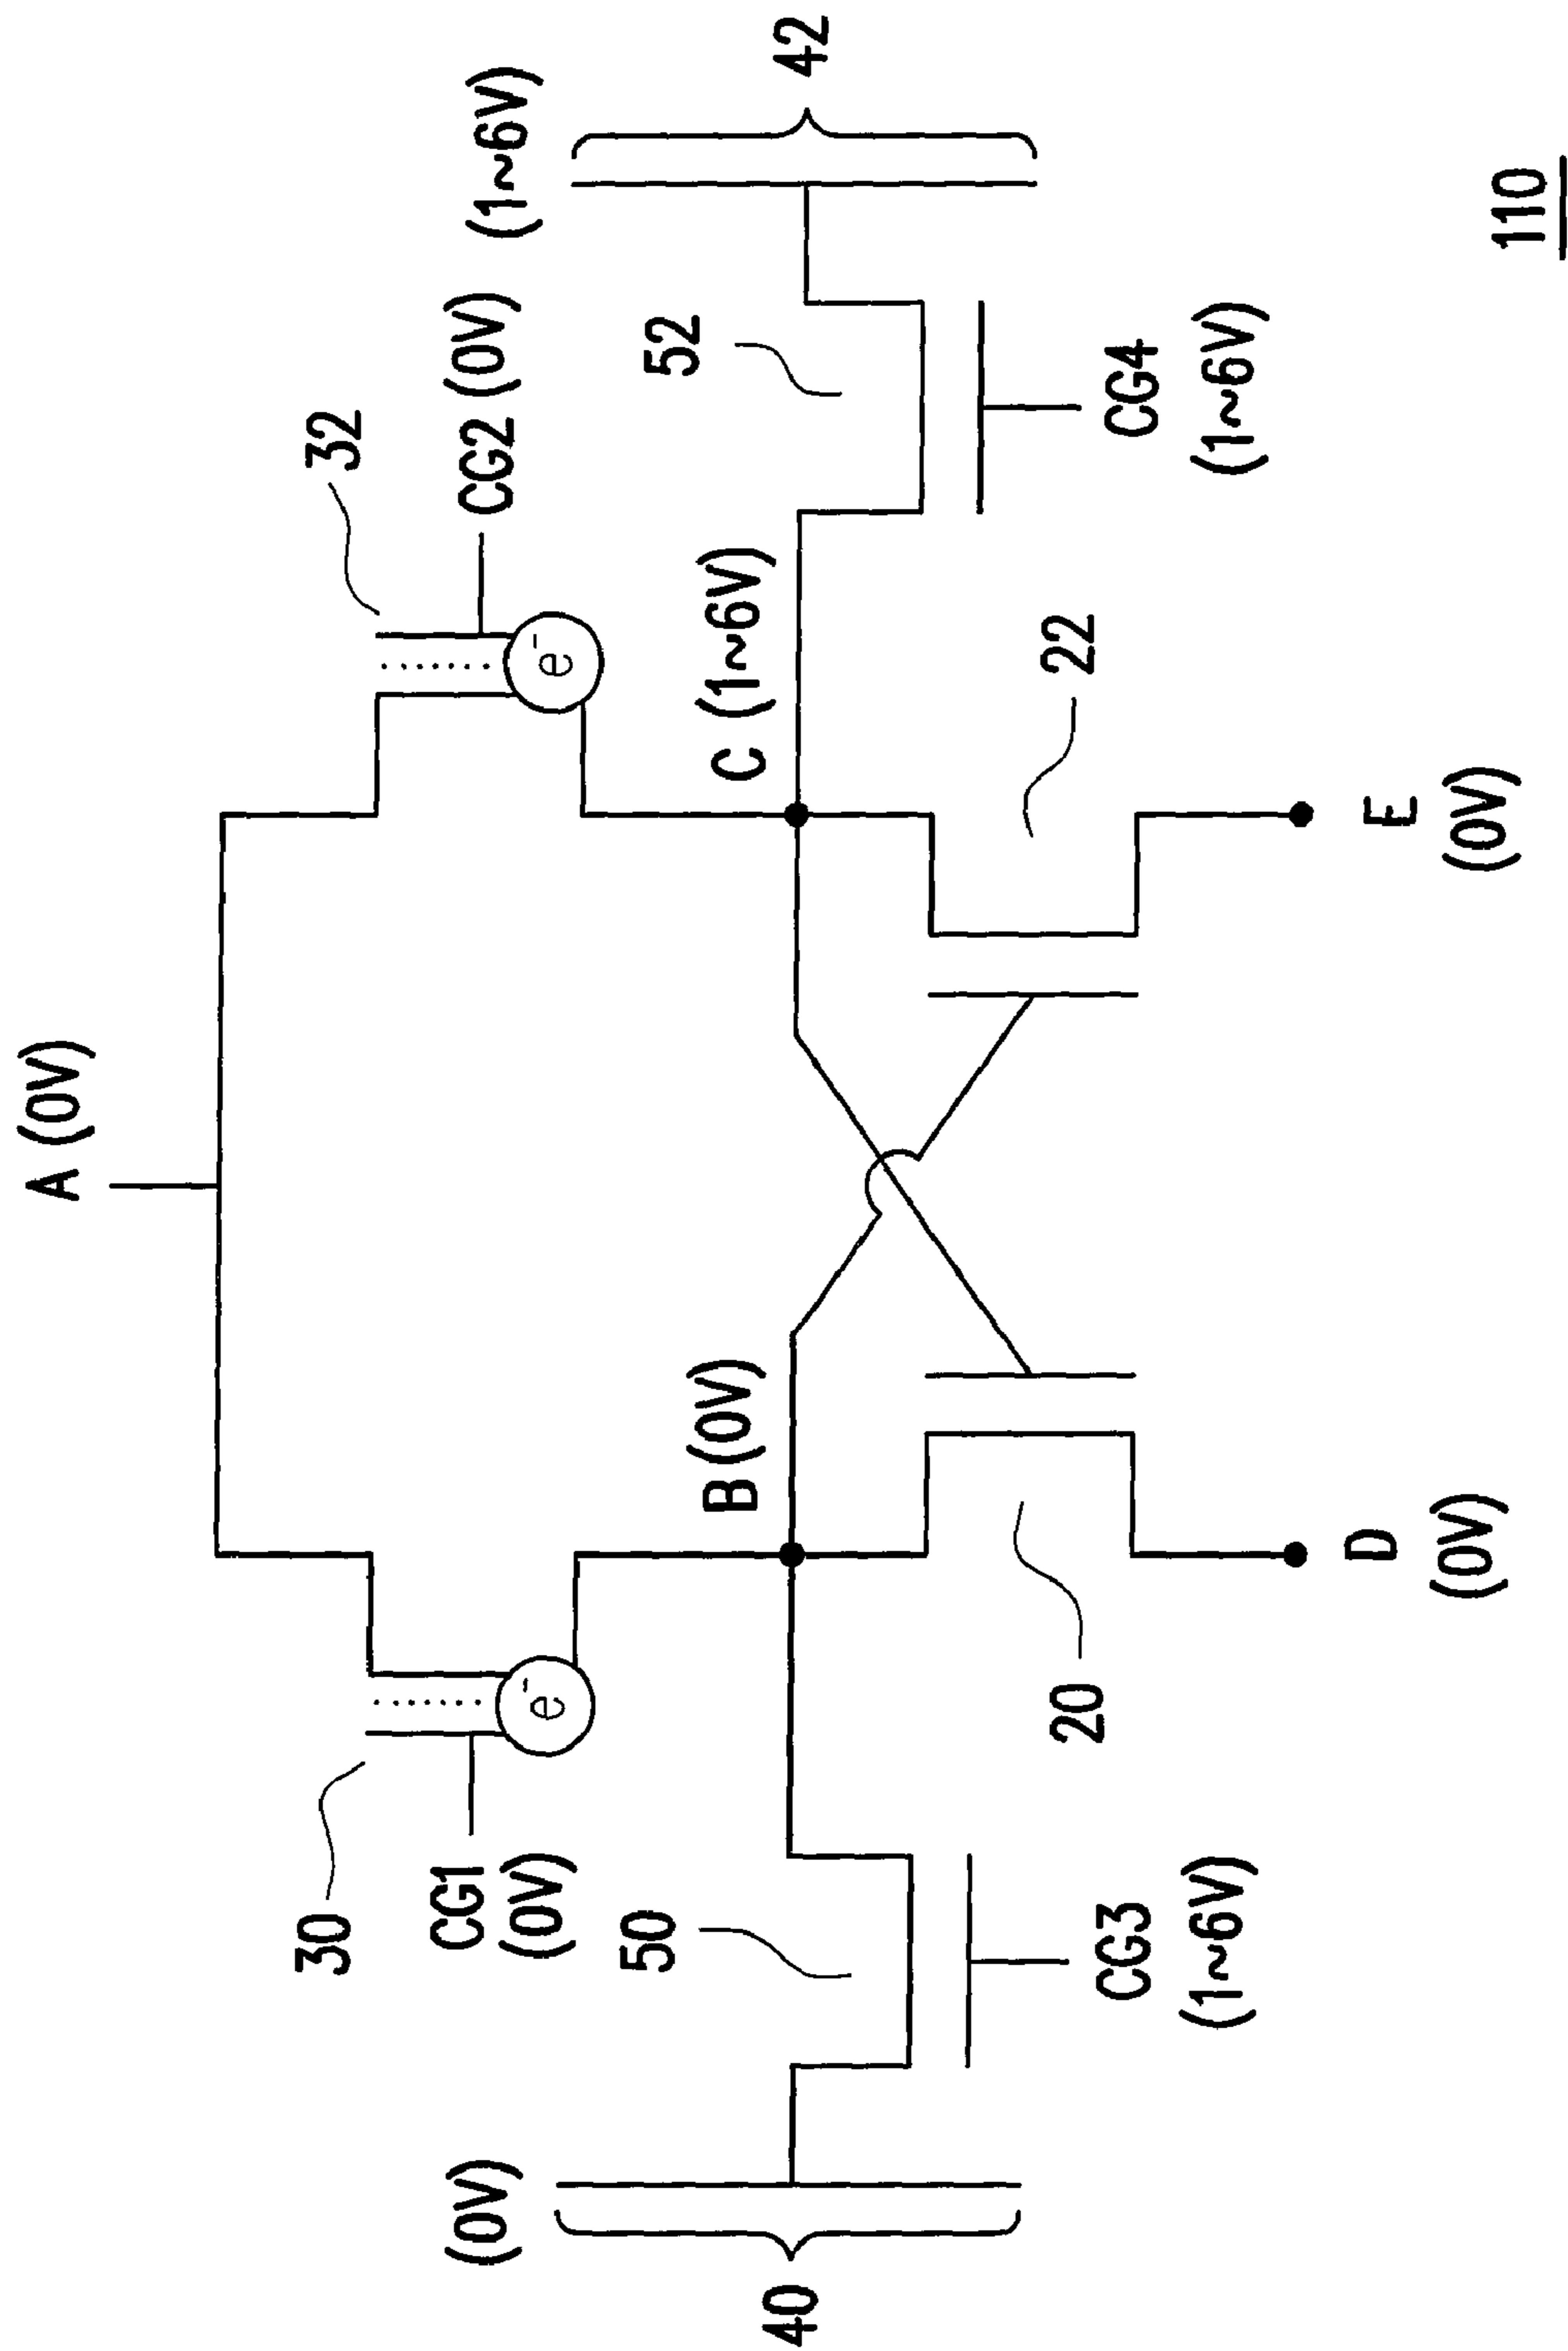 A (0V)
32
CG2 (0V)
(1~6V)
30
CG1
(0V)
(0V)
50
B (0V)
C (1~6V)
52
42
40
e-
e-
20
22
CG3
(1~6V)
CG4
(1~6V)
D
(0V)
E
(0V)
110